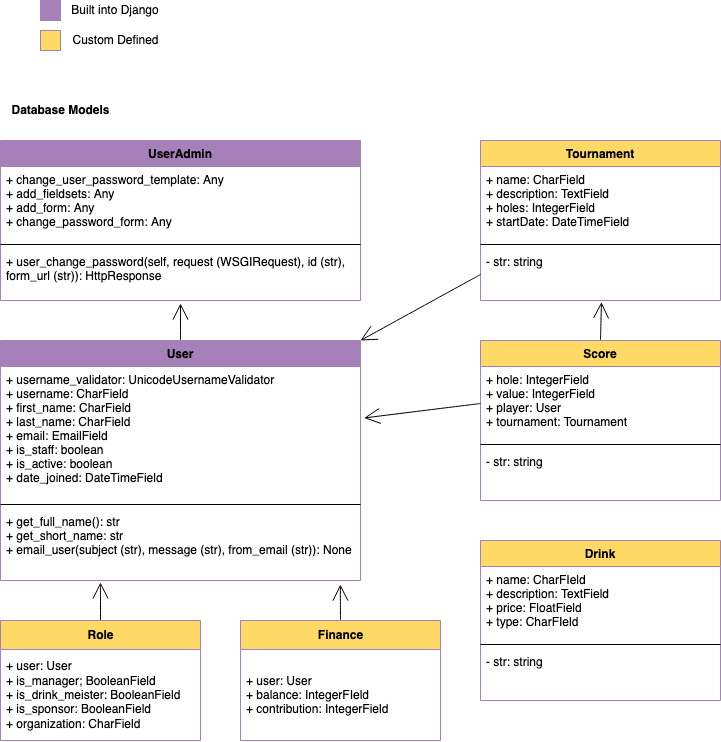 Built into Django
Custom Defined
Database Models
UserAdmin
+ change_user_password_template: Any
+ add_fieldsets: Any
+ add_form: Any
+ change_password_form: Any
+ user_change_password(self, request (WSGIRequest), id (str),
form_url (str)): HttpResponse
Tournament
+ name: CharField
+ description: TextField
+ holes: IntegerField
+ startDate: DateTimeField
- str: string
User
+ username_validator: UnicodeUsernameValidator
+ username: CharField
+ first_name: CharField
+ last_name: CharField
+ email: EmailField
+ is_staff: boolean
+ is_active: boolean
+ date_joined: DateTimeField
+ get_full_name(): str
+ get_short_name: str
+ email_user(subject (str), message (str), from_email (str)): None
Score
+ hole: IntegerField
+ value: IntegerField
+ player: User
+ tournament: Tournament
- str: string
Drink
+ name: CharFIeld
+ description: TextField
+ price: FloatField
+ type: CharFIeld
- str: string
Role
+ user: User
+ is_manager; BooleanField
+ is_drink_meister: BooleanField
+ is_sponsor: BooleanField
+ organization: CharField
Finance
+ user: User
+ balance: IntegerFIeld
+ contribution: IntegerField